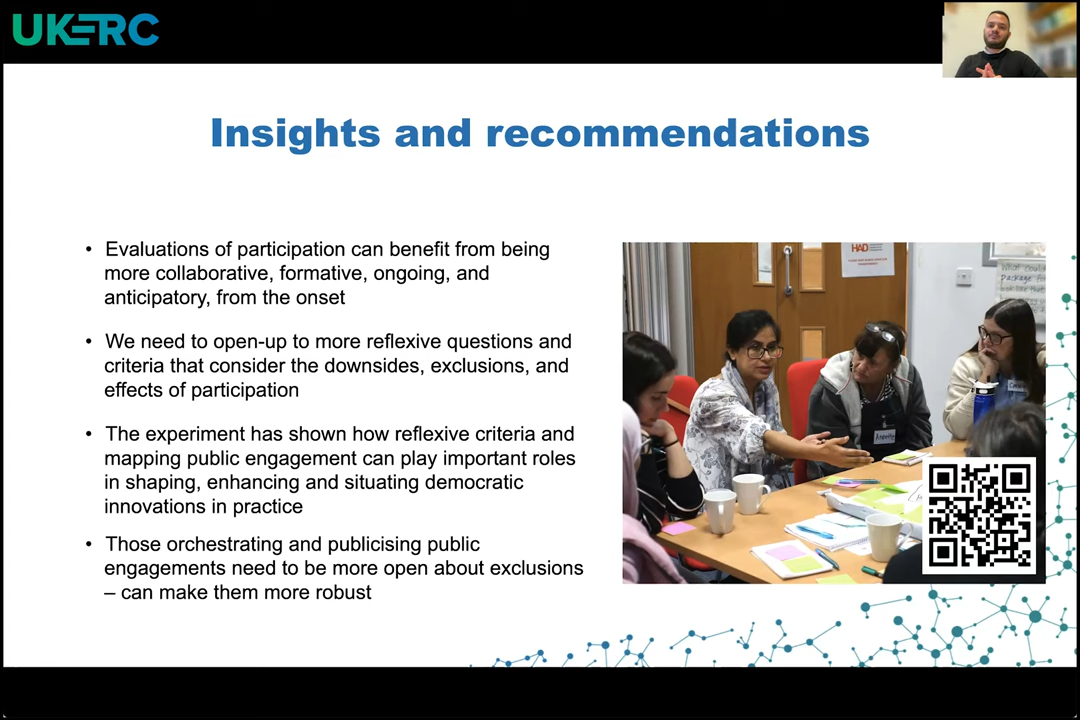 UKERC
Insights and recommendations
• Evaluations of participation can benefit from being
more collaborative, formative, ongoing, and
anticipatory, from the onset
• We need to open-up to more reflexive questions and
criteria that consider the downsides, exclusions, and
effects of participation
• The experiment has shown how reflexive criteria and
mapping public engagement can play important roles
in shaping, enhancing and situating democratic
innovations in practice
• Those orchestrating and publicising public
engagements need to be more open about exclusions
– can make them more robust
HAD
What could
package